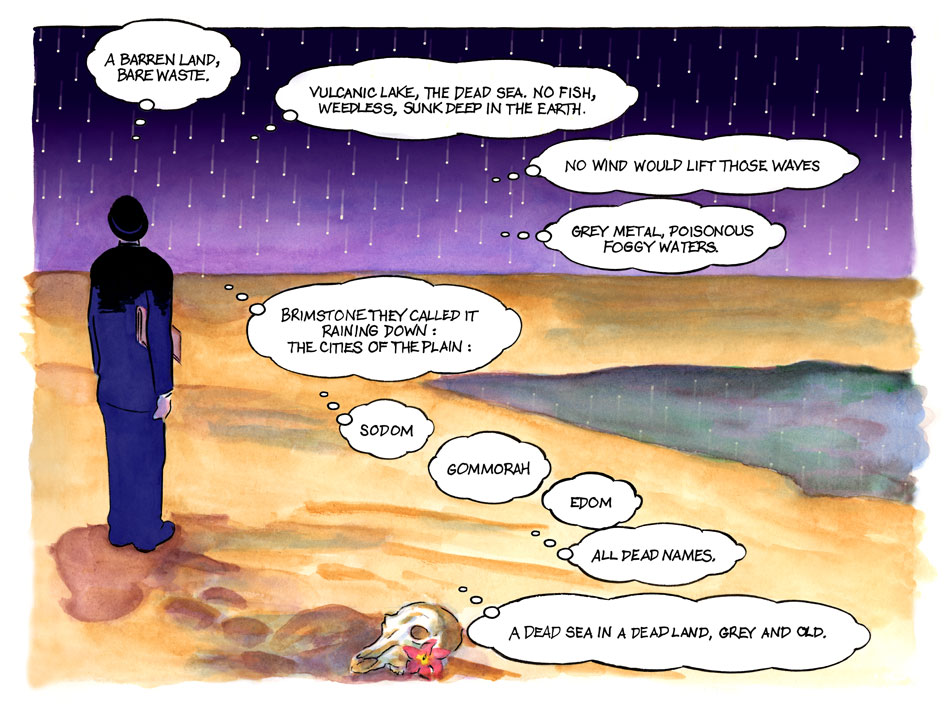 A BARREN LAND,
BARE WASTE.
VULCANIC LAKE, THE DEAD SEA. NO FISH,
WEEDLESS, SUNK DEEP IN THE EARTH.
NO WIND WOULD LIFT THOSE WAVES
GREY METAL, POISONOUS
FOGGY WATERS.
BRIMSTONE THEY CALLED IT
RAINING DOWN :
THE CITIES OF THE PLAIN :
SODOM
GOMMORAH
EDOM
ALL DEAD NAMES.
A DEAD SEA IN A DEAD LAND, GREY AND OLD.